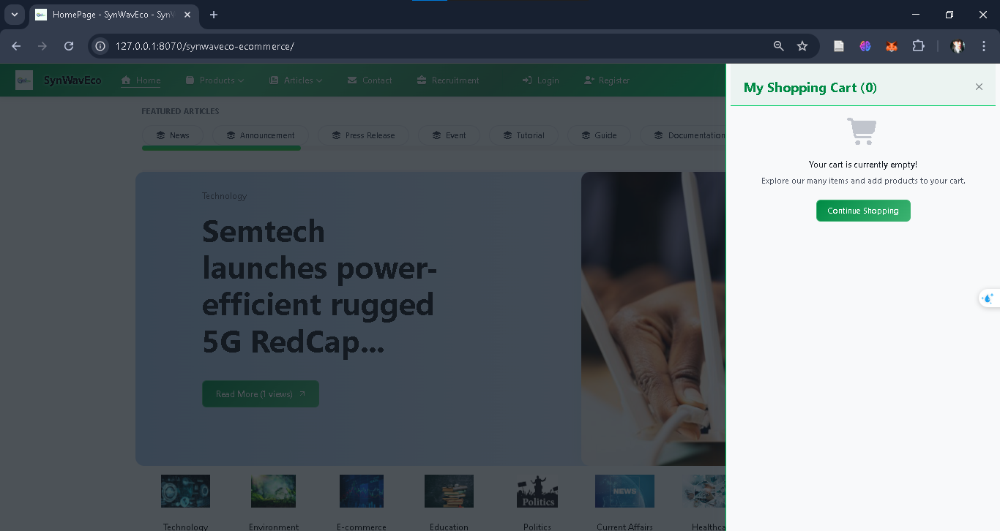 HomePage - SynWavEco - Syn
127.0.0.1:8070/synwaveco-ecommerce/
SynWavEco
Home
Products
Articles
Contact
Recruitment
Login
Register
FEATURED ARTICLES
News
Announcement
Press Release
Event
Tutorial
Guide
Documentation
Technology
Semtech
launches power-
efficient rugged
5G RedCap...
Read More (1 views)
Politics
NEWS
Technology
Environment
E-commerce
Education
Politics
Current Affairs
My Shopping Cart (0)
Your cart is currently empty!
Explore our many items and add products to your cart.
Continue Shopping